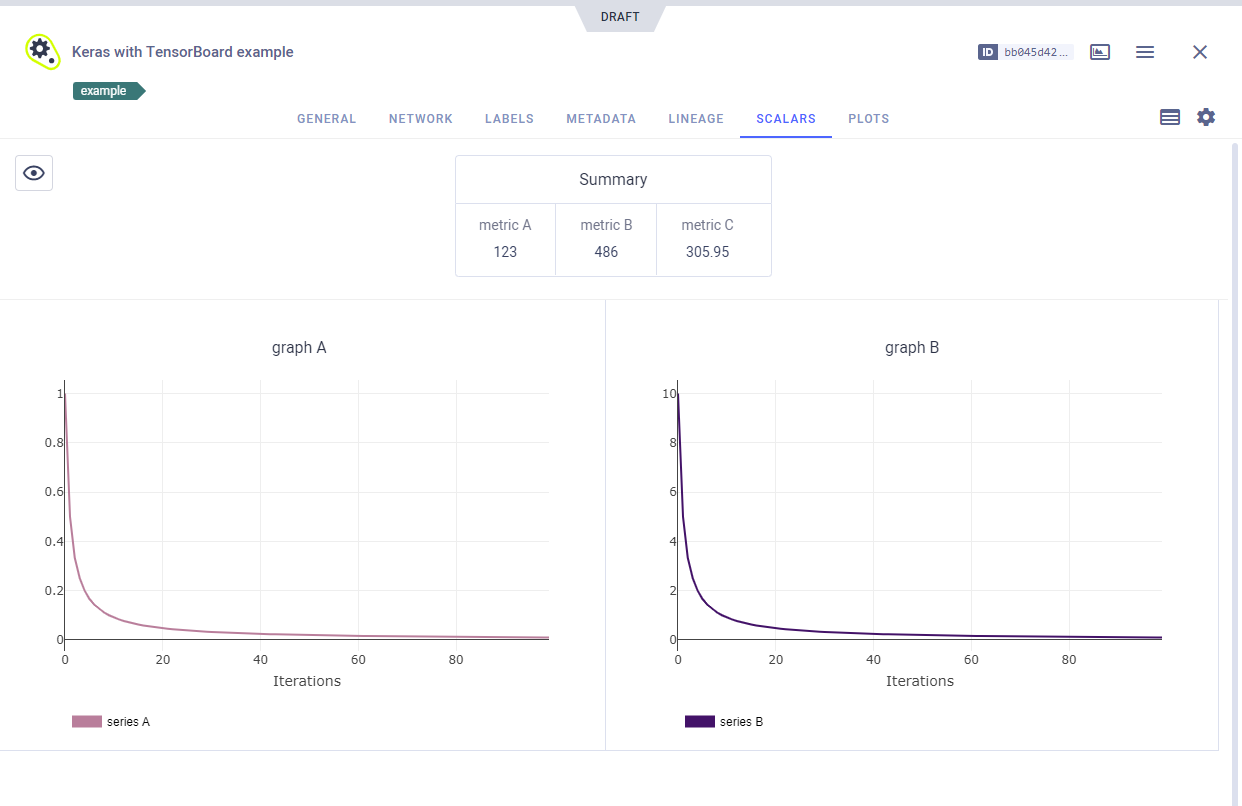 DRAFT
Keras with TensorBoard example
ID bb045d42...
example
GENERAL NETWORK LABELS METADATA LINEAGE SCALARS PLOTS
Summary
metric A metric B metric C
123 486 305.95
graph A
1
0.8
0.6
0.4
0.2
0
0 20 40 60 80
Iterations
series A
graph B
10
8
6
4
2
0
0 20 40 60 80
Iterations
series B